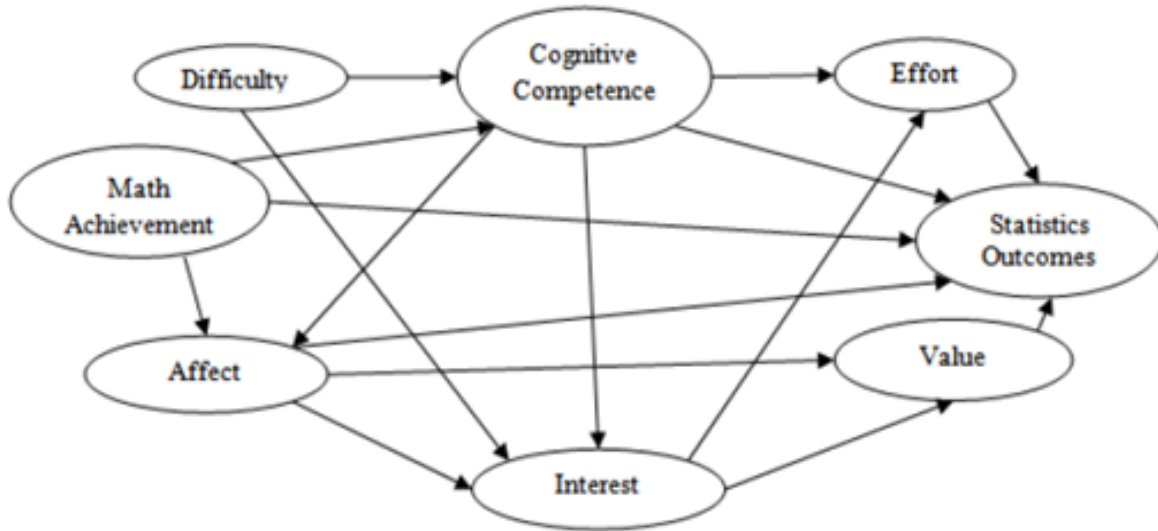 Cognitive
Competence
Difficulty
Effort
Math
Achievement
Statistics
Outcomes
Affect
Value
Interest